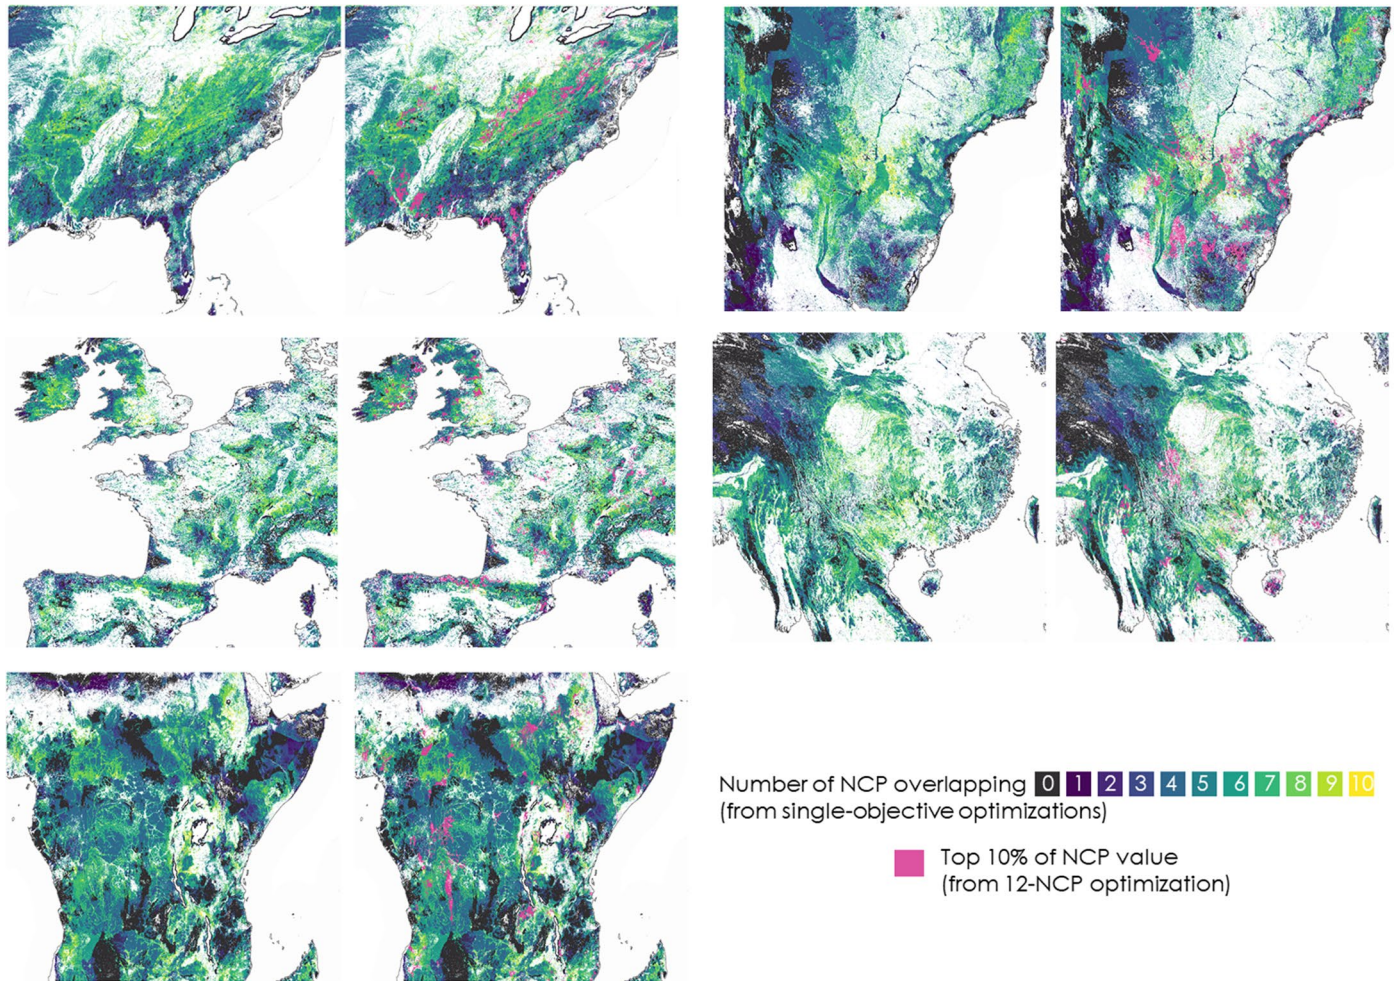 Number of NCP overlapping 0 1 2 3 4 5 6 7 8 9 10
(from single-objective optimizations)
Top 10% of NCP value
(from 12-NCP optimization)